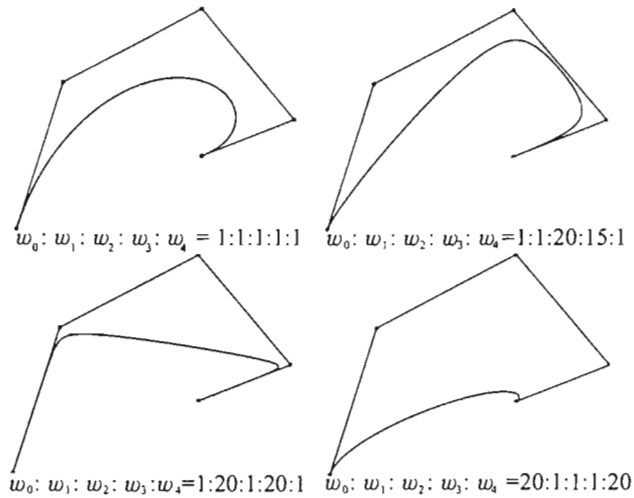 w₀: w₁: w₂: w₃: w₄ = 1:1:1:1:1
w₀: w₁: w₂: w₃: w₄=1:1:20:15:1
w₀: w₁: w₂: w₃:w₄=1:20:1:20:1
w₀: w₁: w₂: w₃: w₄ =20:1:1:1:20